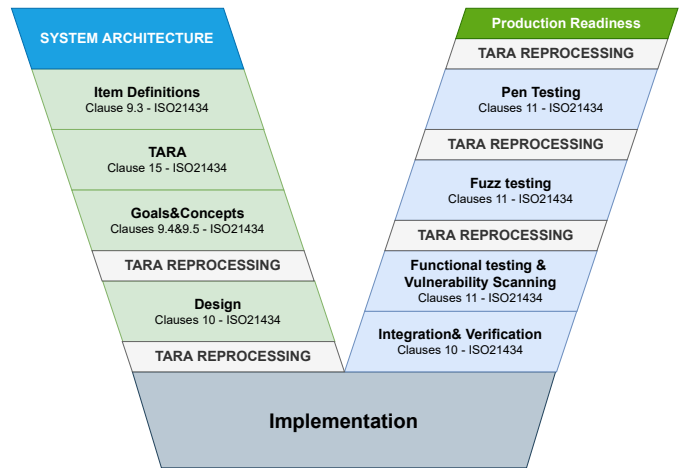 SYSTEM ARCHITECTURE
Item Definitions
Clause 9.3 - ISO21434
TARA
Clause 15 - ISO21434
Goals&Concepts
Clauses 9.4&9.5 - ISO21434
TARA REPROCESSING
Design
Clauses 10 - ISO21434
TARA REPROCESSING
Implementation
Production Readiness
TARA REPROCESSING
Pen Testing
Clauses 11 - ISO21434
TARA REPROCESSING
Fuzz testing
Clauses 11 - ISO21434
TARA REPROCESSING
Functional testing &
Vulnerability Scanning
Clauses 11 - ISO21434
Integration& Verification
Clauses 10 - ISO21434